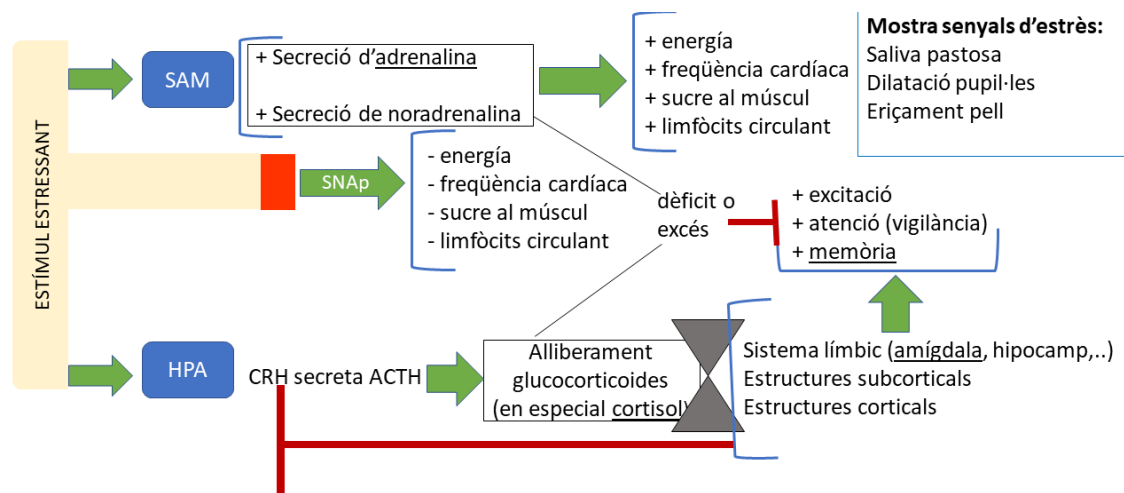 ESTÍMUL ESTRESSANT
SAM
+ Secreció d'adrenalina
+ Secreció de noradrenalina
+ energía
+ freqüència cardíaca
+ sucre al múscul
+ limfòcits circulant
Mostra senyals d'estrès:
Saliva pastosa
Dilatació pupil·les
Eriçament pell
SNAp
- energía
- freqüència cardíaca
- sucre al múscul
- limfòcits circulant
dèficit o
excés
+ excitació
+ atenció (vigilància)
+ memòria
HPA
CRH secreta ACTH
Alliberament
glucocorticoides
(en especial cortisol)
Sistema límbic (amígdala, hipocamp,..)
Estructures subcorticals
Estructures corticals